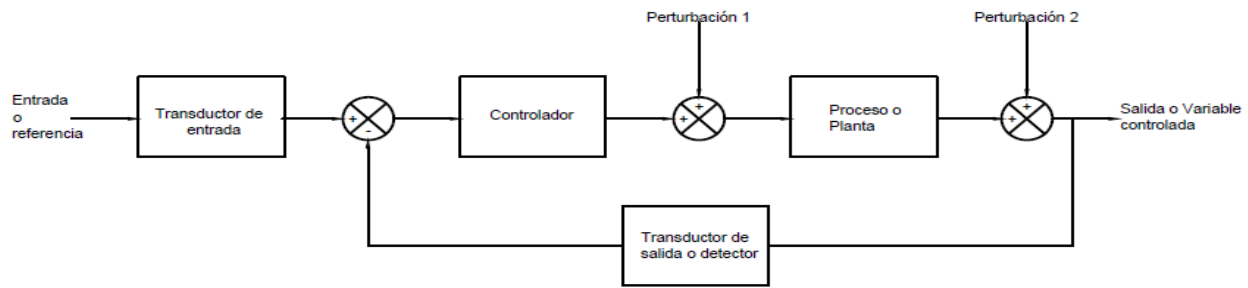 Perturbación 1
Perturbación 2
Entrada
o
referencia
Transductor de
entrada
+
-
Controlador
+
+
Proceso o
Planta
+
+
Salida o Variable
controlada
Transductor de
salida o detector